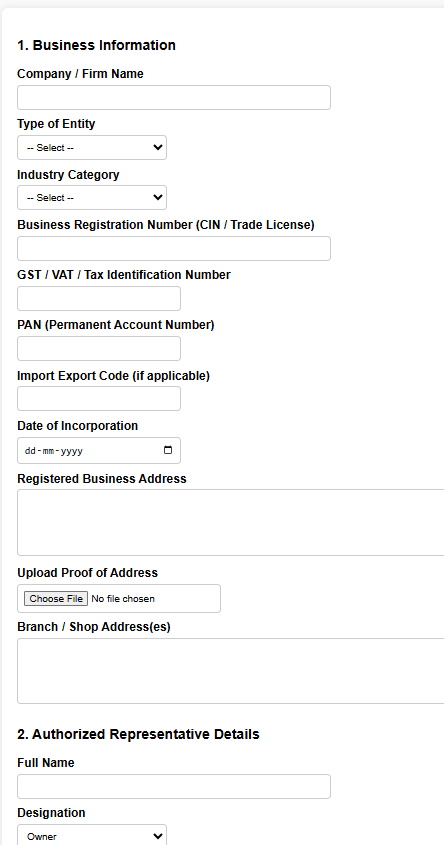 1. Business Information
Company / Firm Name
Type of Entity
-- Select --
Industry Category
-- Select --
Business Registration Number (CIN / Trade License)
GST / VAT / Tax Identification Number
PAN (Permanent Account Number)
Import Export Code (if applicable)
Date of Incorporation
dd-mm-yyyy
Registered Business Address
Upload Proof of Address
Choose File No file chosen
Branch / Shop Address(es)
2. Authorized Representative Details
Full Name
Designation
Owner